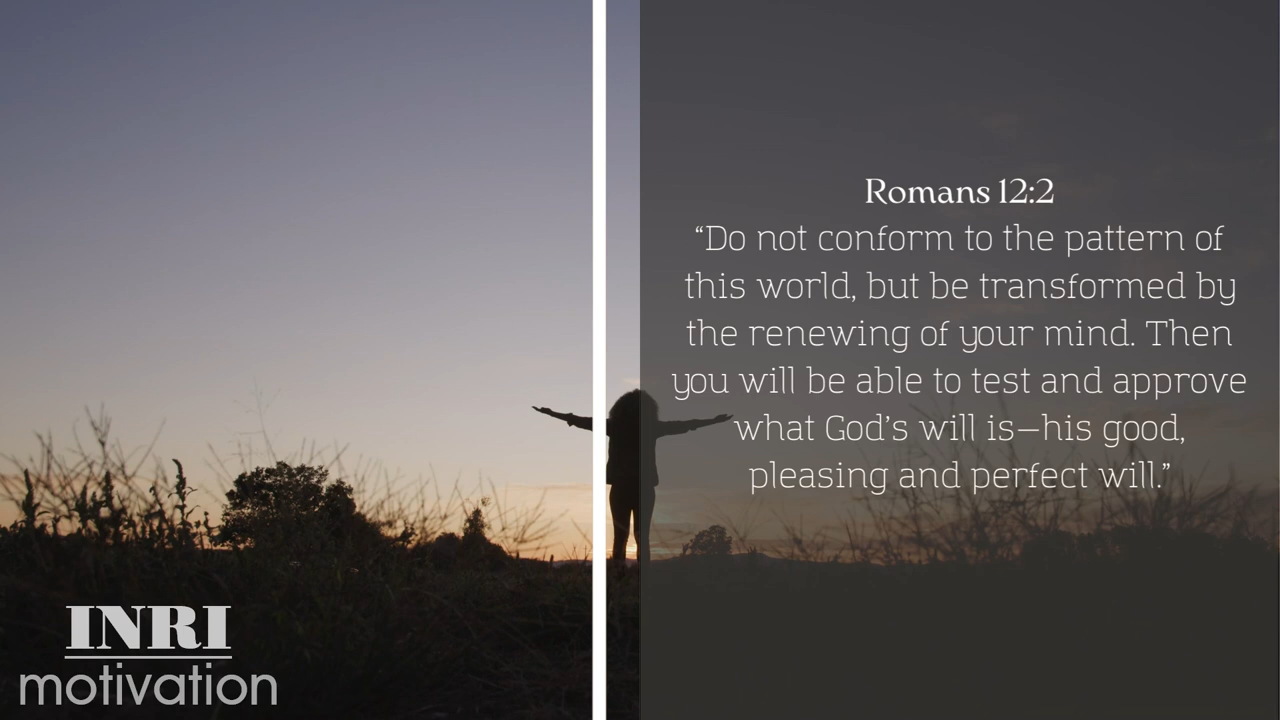 Romans 12:2
“Do not conform to the pattern of
this world, but be transformed by
the renewing of your mind. Then
you will be able to test and approve
what God’s will is—his good,
pleasing and perfect will.”
INRI
motivation